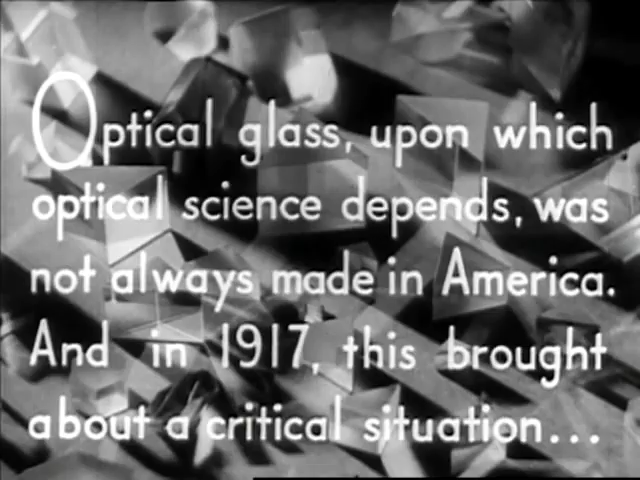 Optical glass, upon which
optical science depends, was
not always made in America.
And in 1917, this brought
about a critical situation...